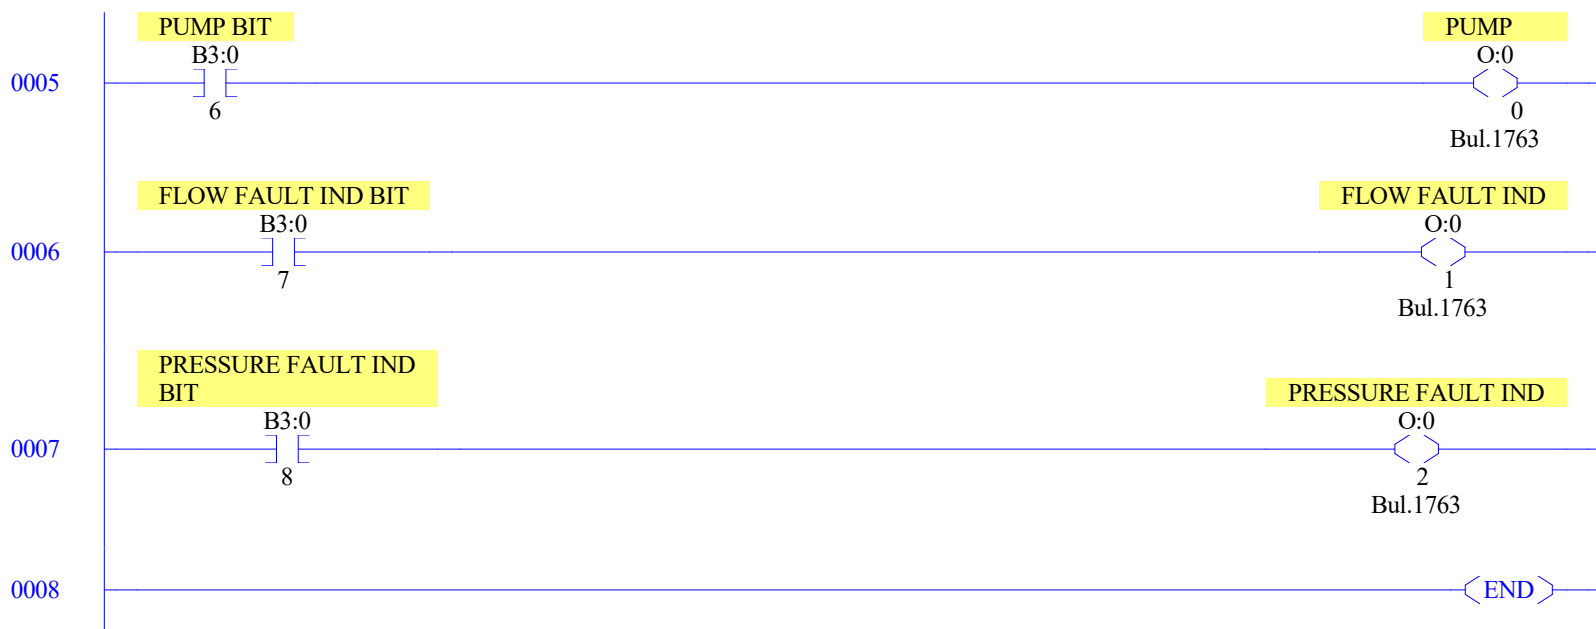 PUMP BIT
PUMP
B3:0
O:0
0005
6
0
Bul.1763
FLOW FAULT IND BIT
FLOW FAULT IND
B3:0
O:0
0006
7
1
Bul.1763
PRESSURE FAULT IND
BIT
PRESSURE FAULT IND
B3:0
O:0
0007
8
2
Bul.1763
0008
END